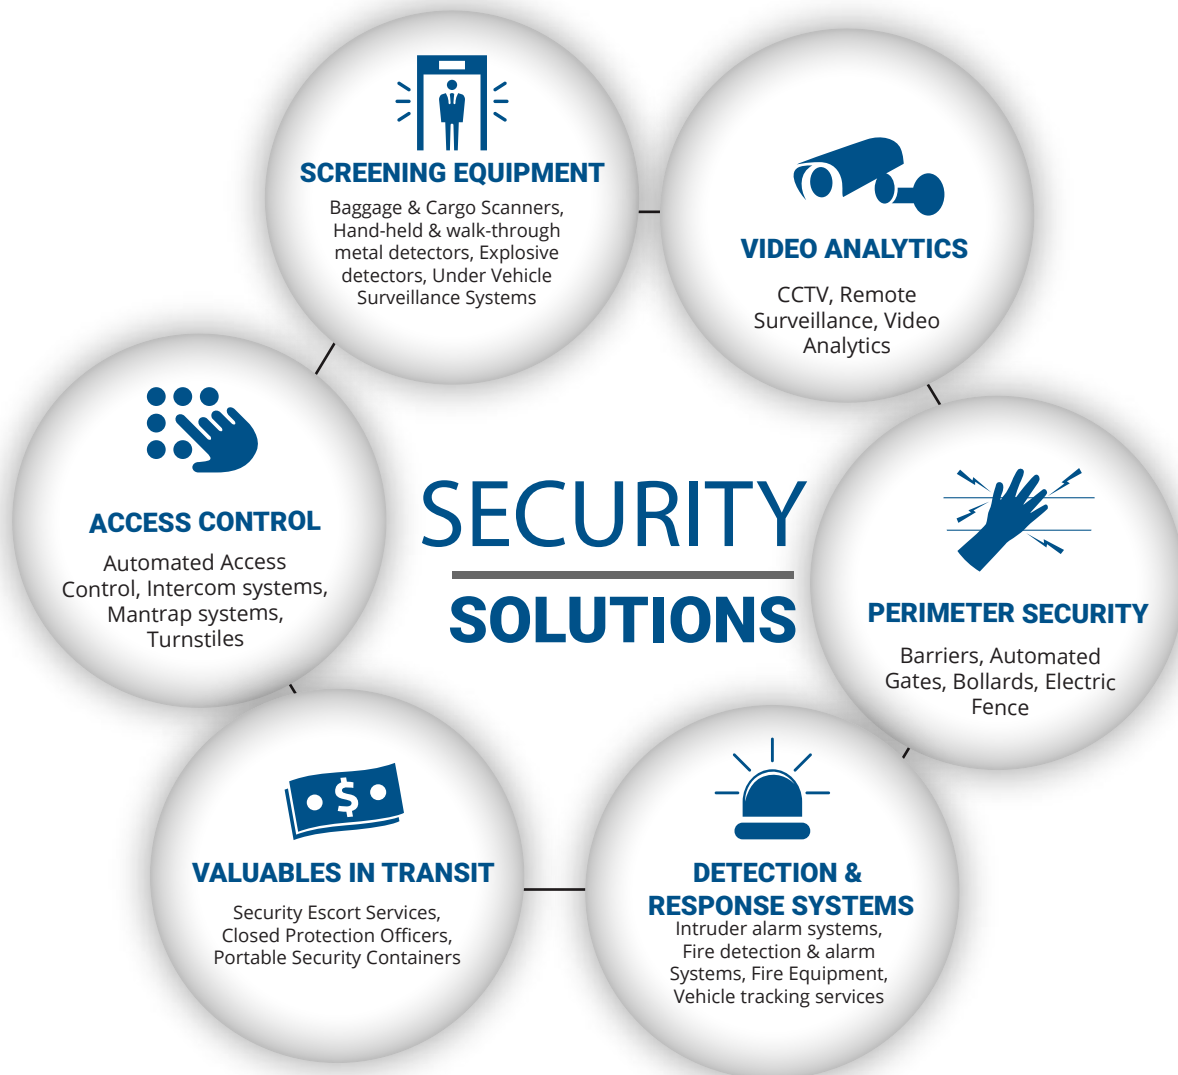 SCREENING EQUIPMENT
Baggage & Cargo Scanners,
Hand-held & walk-through
metal detectors, Explosive
detectors, Under Vehicle
Surveillance Systems
VIDEO ANALYTICS
CCTV, Remote
Surveillance, Video
Analytics
ACCESS CONTROL
Automated Access
Control, Intercom systems,
Mantrap systems,
Turnstiles
SECURITY
SOLUTIONS
PERIMETER SECURITY
Barriers, Automated
Gates, Bollards, Electric
Fence
$
VALUABLES IN TRANSIT
Security Escort Services,
Closed Protection Officers,
Portable Security Containers
DETECTION &
RESPONSE SYSTEMS
Intruder alarm systems,
Fire detection & alarm
Systems, Fire Equipment,
Vehicle tracking services